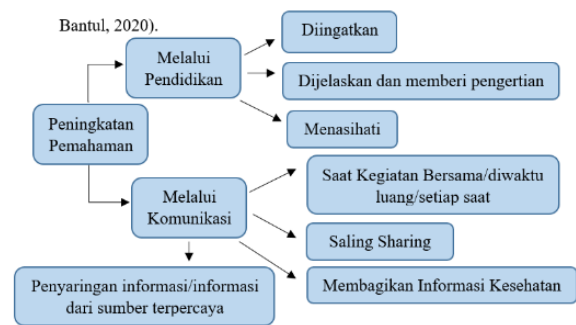 Bantul, 2020).
Diingatkan
Melalui
Pendidikan
Dijelaskan dan memberi pengertian
Menasihati
Peningkatan
Pemahaman
Saat Kegiatan Bersama/diwaktu
luang/setiap saat
Melalui
Komunikasi
Saling Sharing
Membagikan Informasi Kesehatan
Penyaringan informasi/informasi
dari sumber terpercaya